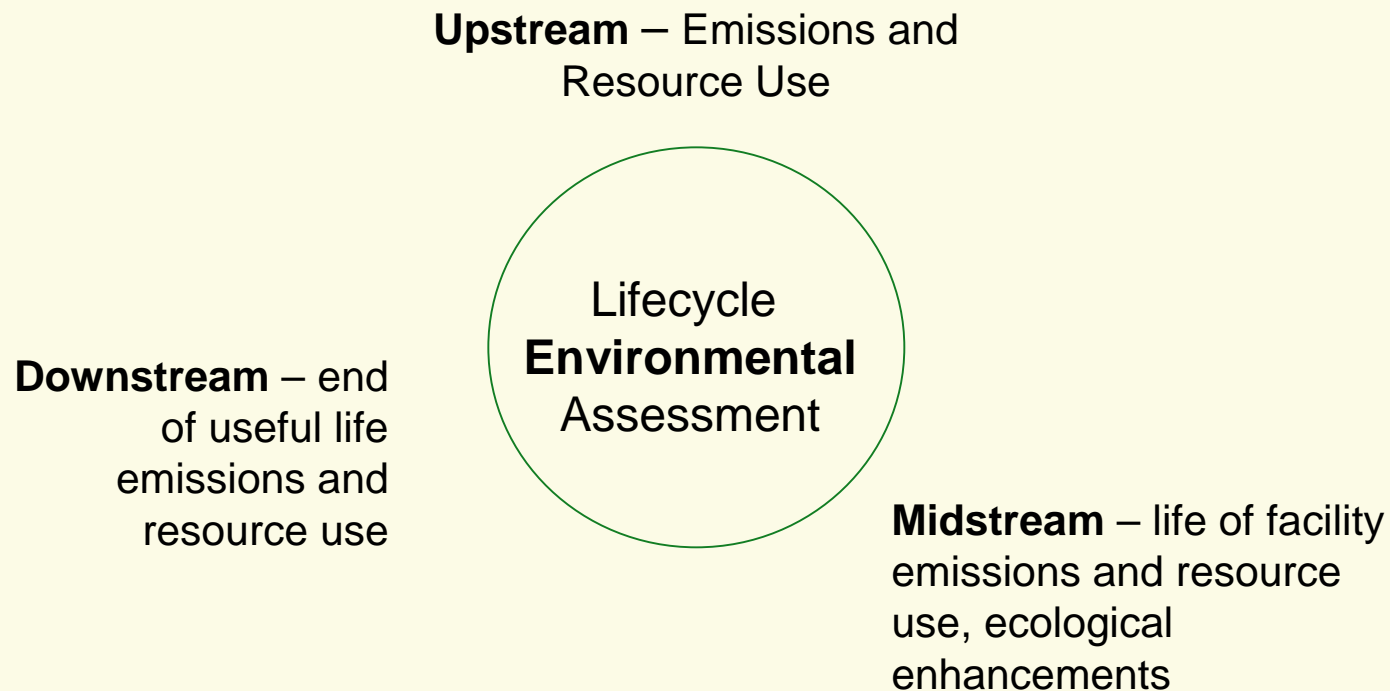 Upstream – Emissions and
Resource Use
Lifecycle
Environmental
Assessment
Downstream – end
of useful life
emissions and
resource use
Midstream – life of facility
emissions and resource
use, ecological
enhancements